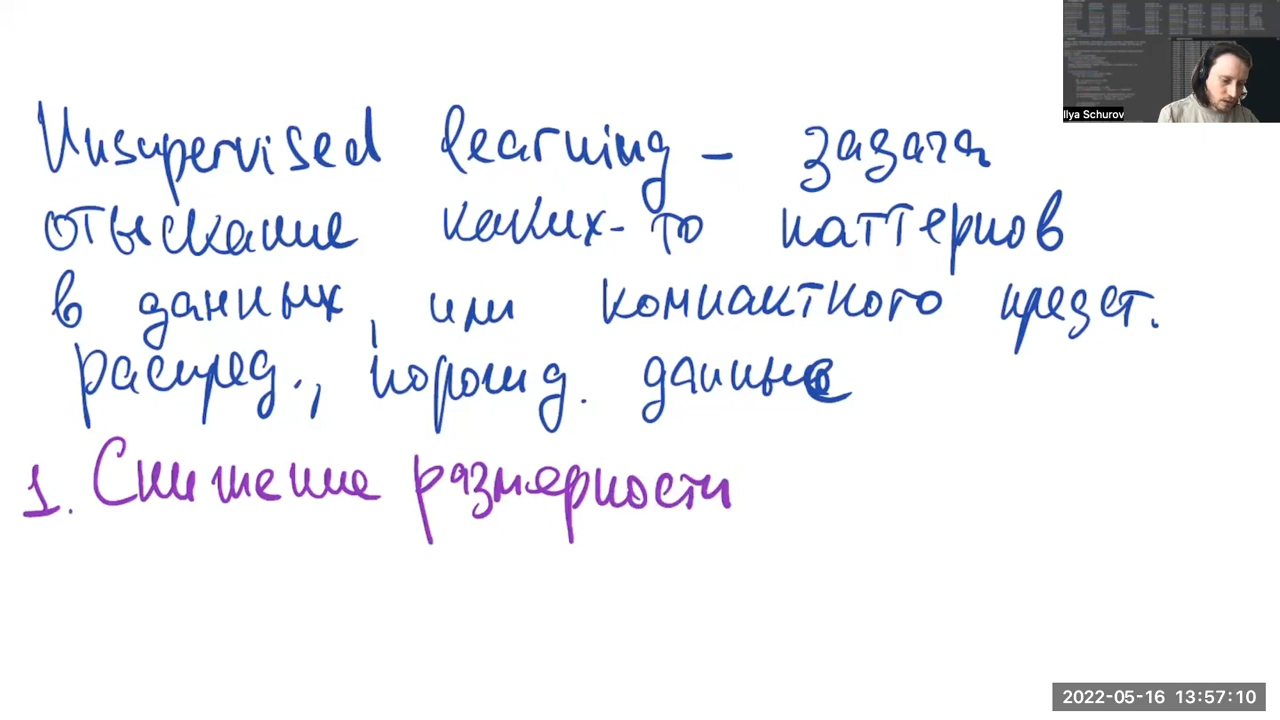 Ilya Schurov
Unsupervised learning – задача
отыскание каких-то паттернов
в данных, или компактного предст.
распред., порожд. данные
1. Снижение размерности
2022-05-16 13:57:10